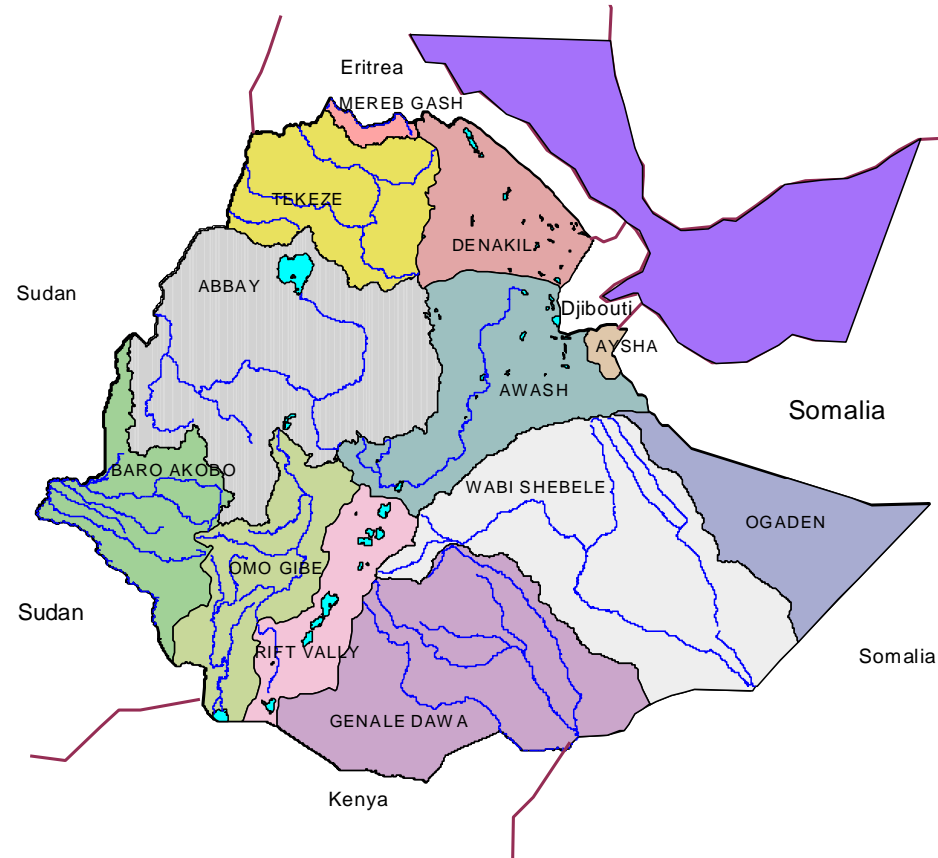 Eritrea
MEREB GASH
TEKEZE
DENAKIL
ABBAY
Sudan
Djibouti
AYSHA
AWASH
Somalia
BARO AKOBO
WABI SHEBELE
OGADEN
OMO GIBE
Sudan
RIFT VALLY
Somalia
GENALE DAWA
Kenya